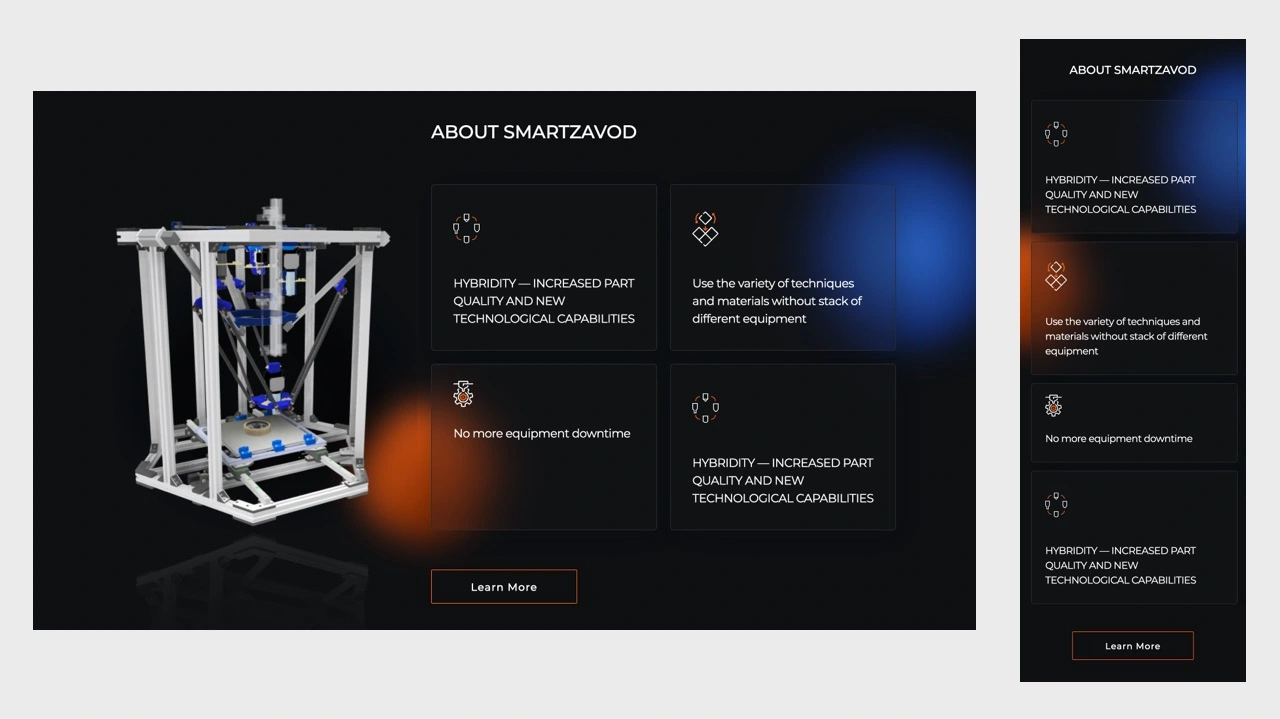 ABOUT SMARTZAVOD
HYBRIDITY — INCREASED PART
QUALITY AND NEW
TECHNOLOGICAL CAPABILITIES
Use the variety of techniques
and materials without stack of
different equipment
No more equipment downtime
HYBRIDITY — INCREASED PART
QUALITY AND NEW
TECHNOLOGICAL CAPABILITIES
Learn More
ABOUT SMARTZAVOD
HYBRIDITY — INCREASED PART
QUALITY AND NEW
TECHNOLOGICAL CAPABILITIES
Use the variety of techniques and
materials without stack of different
equipment
No more equipment downtime
HYBRIDITY — INCREASED PART
QUALITY AND NEW
TECHNOLOGICAL CAPABILITIES
Learn More